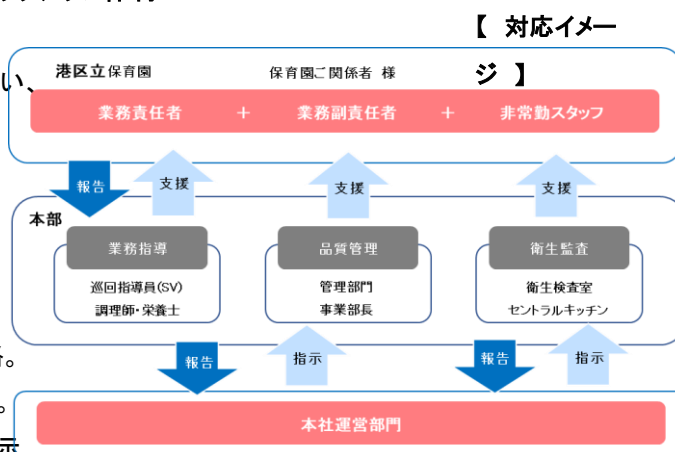 【 対応イメー
ジ 】
い、
港区立保育園 保育園ご関係者 様
業務責任者 + 業務副責任者 + 非常勤スタッフ
報告 支援 支援 支援
本部
業務指導 品質管理 衛生監査
巡回指導員(SV) 管理部門 衛生検査室
調理師・栄養士 事業部長 セントラルキッチン
報告 指示 報告 指示
。
。
本社運営部門
示